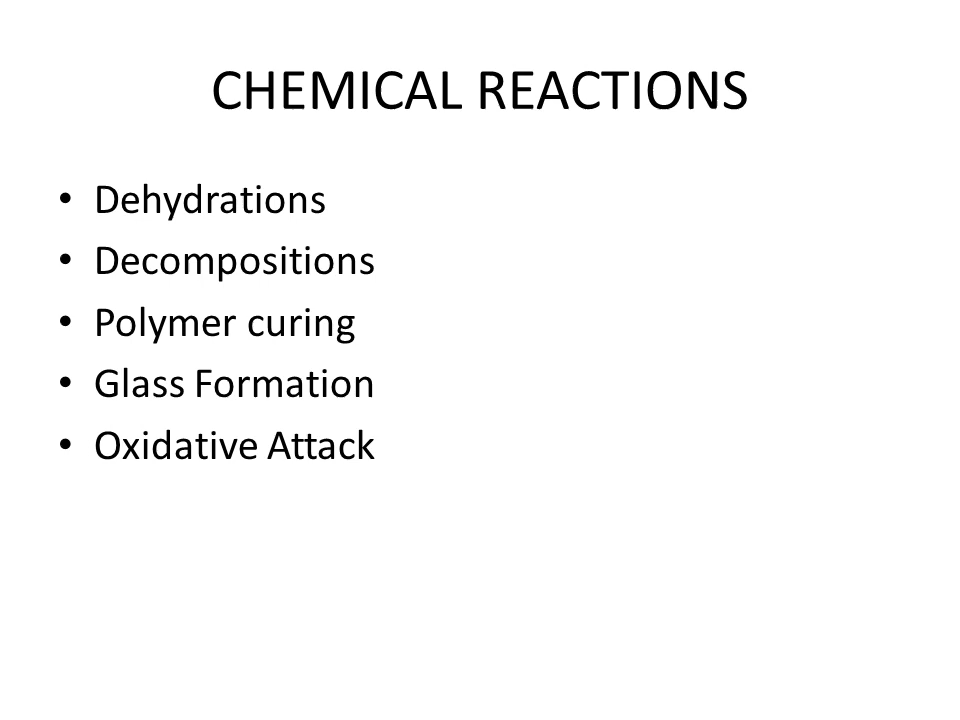 CHEMICAL REACTIONS
• Dehydrations
• Decompositions
• Polymer curing
• Glass Formation
• Oxidative Attack